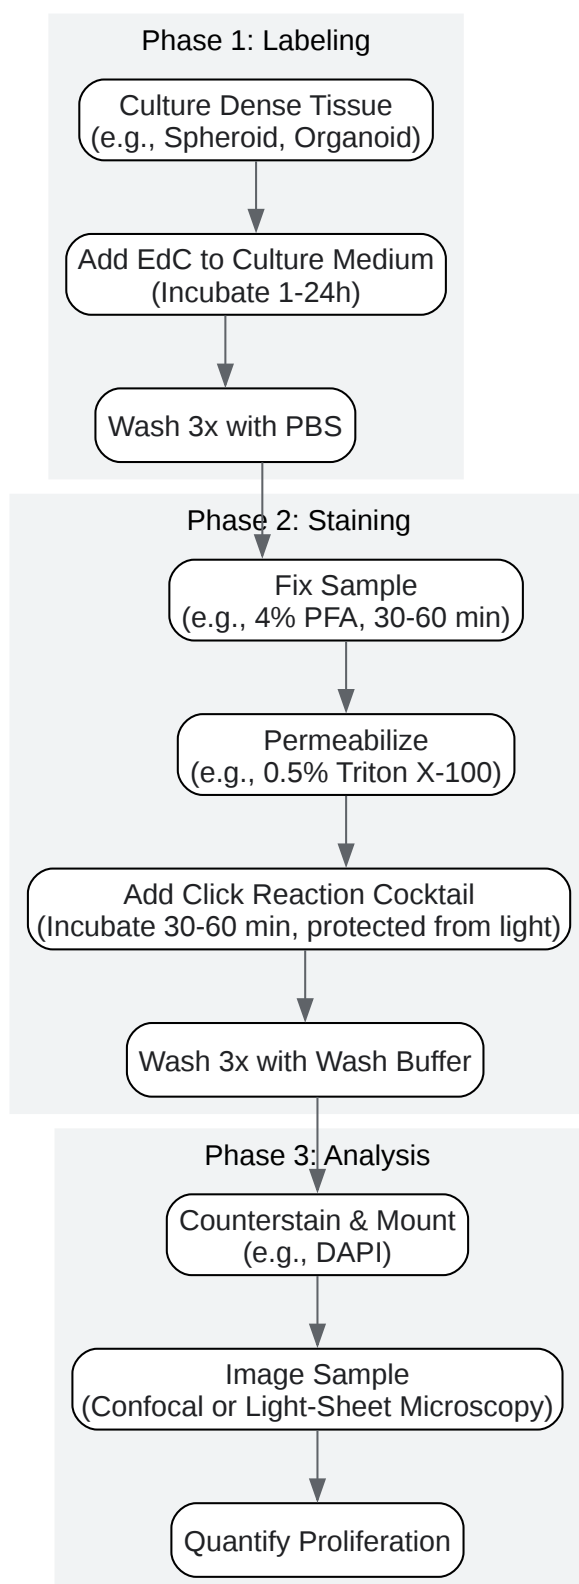 Phase 1: Labeling
Culture Dense Tissue
(e.g., Spheroid, Organoid)
Add EdC to Culture Medium
(Incubate 1-24h)
Wash 3x with PBS
Phase 2: Staining
Fix Sample
(e.g., 4% PFA, 30-60 min)
Permeabilize
(e.g., 0.5% Triton X-100)
Add Click Reaction Cocktail
(Incubate 30-60 min, protected from light)
Wash 3x with Wash Buffer
Phase 3: Analysis
Counterstain & Mount
(e.g., DAPI)
Image Sample
(Confocal or Light-Sheet Microscopy)
Quantify Proliferation